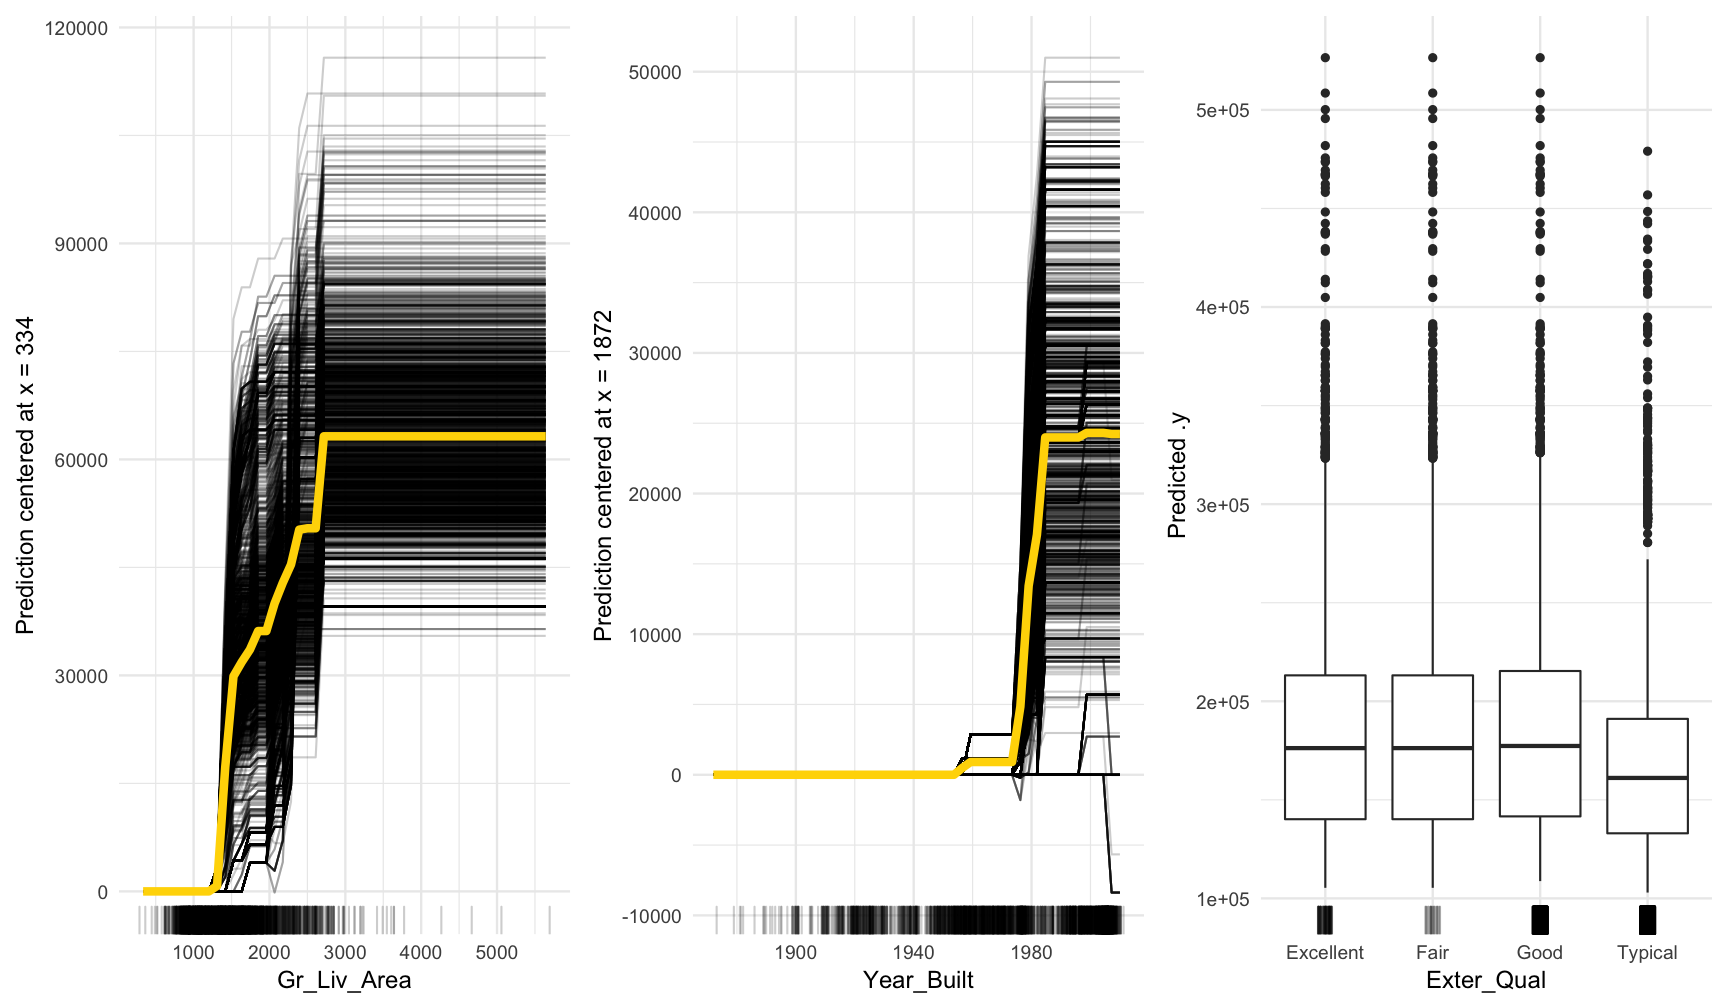 Prediction centered at x = 334
120000
90000
60000
30000
0
1000 2000 3000 4000 5000
Gr_Liv_Area
Prediction centered at x = 1872
50000
40000
30000
20000
10000
0
-10000
1900 1940 1980
Year_Built
Predicted .y
5e+05
4e+05
3e+05
2e+05
1e+05
Excellent Fair Good Typical
Exter_Qual